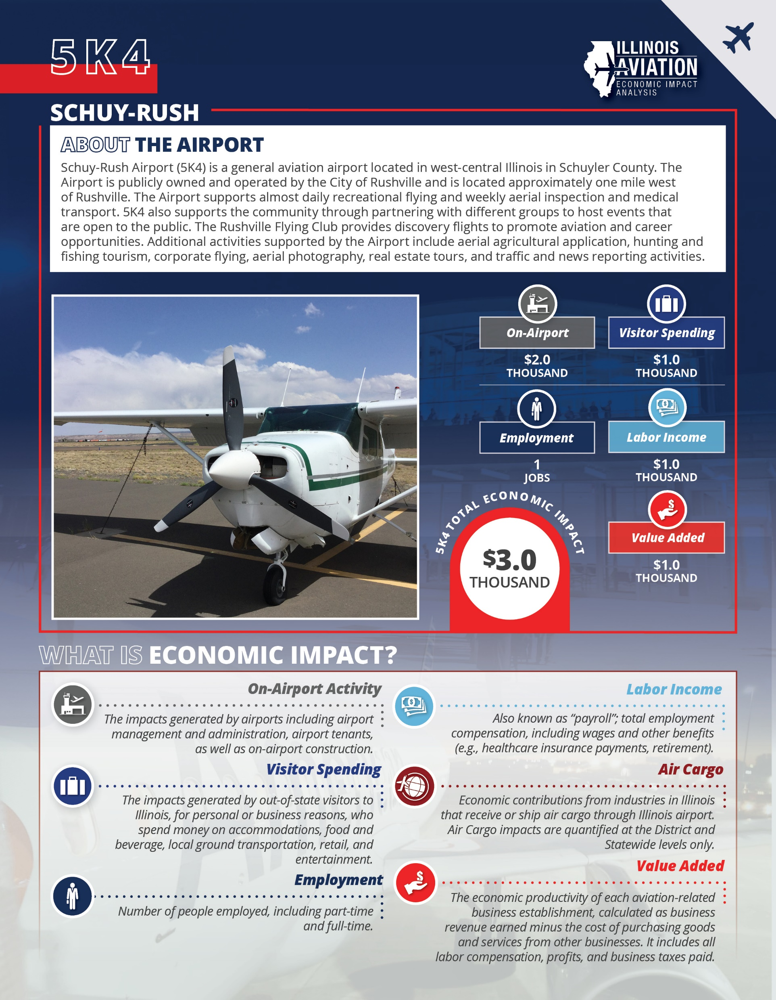 5K4
ILLINOIS
AVIATION
ECONOMIC IMPACT
ANALYSIS
SCHUY-RUSH
ABOUT THE AIRPORT
Schuy-Rush Airport (5K4) is a general aviation airport located in west-central Illinois in Schuyler County. The
Airport is publicly owned and operated by the City of Rushville and is located approximately one mile west
of Rushville. The Airport supports almost daily recreational flying and weekly aerial inspection and medical
transport. 5K4 also supports the community through partnering with different groups to host events that
are open to the public. The Rushville Flying Club provides discovery flights to promote aviation and career
opportunities. Additional activities supported by the Airport include aerial agricultural application, hunting and
fishing tourism, corporate flying, aerial photography, real estate tours, and traffic and news reporting activities.
On-Airport
$2.0
THOUSAND
Visitor Spending
$1.0
THOUSAND
Employment
1
JOBS
Labor Income
$1.0
THOUSAND
5K4 TOTAL ECONOMIC IMPACT
$3.0
THOUSAND
Value Added
$1.0
THOUSAND
WHAT IS ECONOMIC IMPACT?
On-Airport Activity
The impacts generated by airports including airport
management and administration, airport tenants,
as well as on-airport construction.
Visitor Spending
The impacts generated by out-of-state visitors to
Illinois, for personal or business reasons, who
spend money on accommodations, food and
beverage, local ground transportation, retail, and
entertainment.
Employment
Number of people employed, including part-time
and full-time.
Labor Income
Also known as “payroll”; total employment
compensation, including wages and other benefits
(e.g., healthcare insurance payments, retirement).
Air Cargo
Economic contributions from industries in Illinois
that receive or ship air cargo through Illinois airport.
Air Cargo impacts are quantified at the District and
Statewide levels only.
Value Added
The economic productivity of each aviation-related
business establishment, calculated as business
revenue earned minus the cost of purchasing goods
and services from other businesses. It includes all
labor compensation, profits, and business taxes paid.